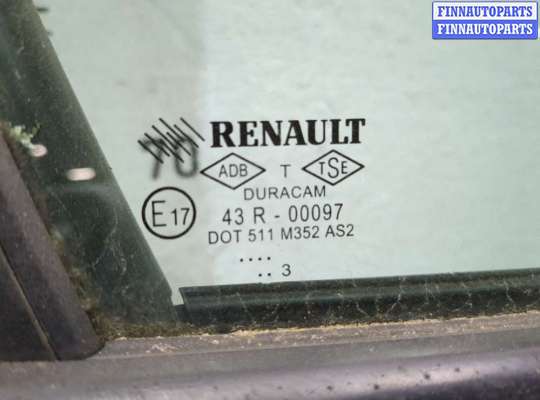 FINNAUTOPARTS
FINNAUTOPARTS
RENAULT
ADB T TSE
DURACAM
E17 43 R - 00097
DOT 511 M352 AS2
....
.. 3